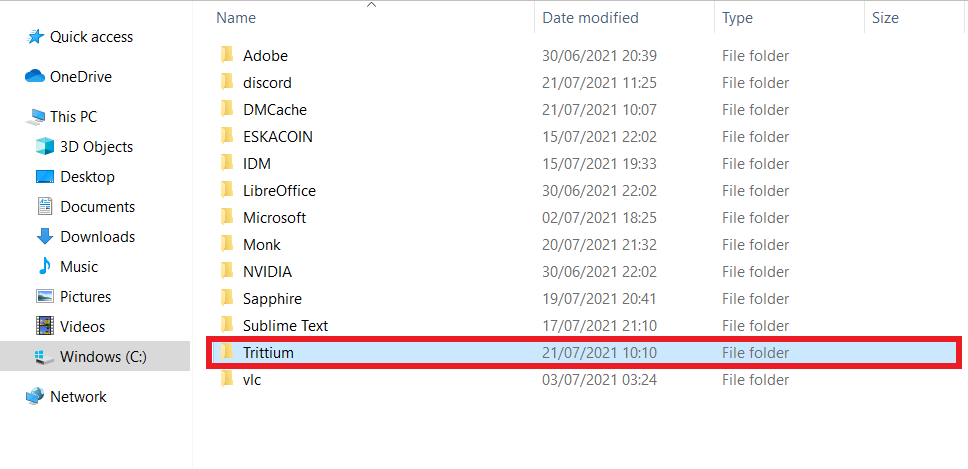 Name Date modified Type Size
Quick access
OneDrive
This PC
3D Objects
Desktop
Documents
Downloads
Music
Pictures
Videos
Windows (C:)
Network
Adobe 30/06/2021 20:39 File folder
discord 21/07/2021 11:25 File folder
DMCache 21/07/2021 10:07 File folder
ESKACOIN 15/07/2021 22:02 File folder
IDM 15/07/2021 19:33 File folder
LibreOffice 30/06/2021 22:02 File folder
Microsoft 02/07/2021 18:25 File folder
Monk 20/07/2021 21:32 File folder
NVIDIA 30/06/2021 22:02 File folder
Sapphire 19/07/2021 20:41 File folder
Sublime Text 17/07/2021 21:10 File folder
Trittium 21/07/2021 10:10 File folder
vlc 03/07/2021 03:24 File folder